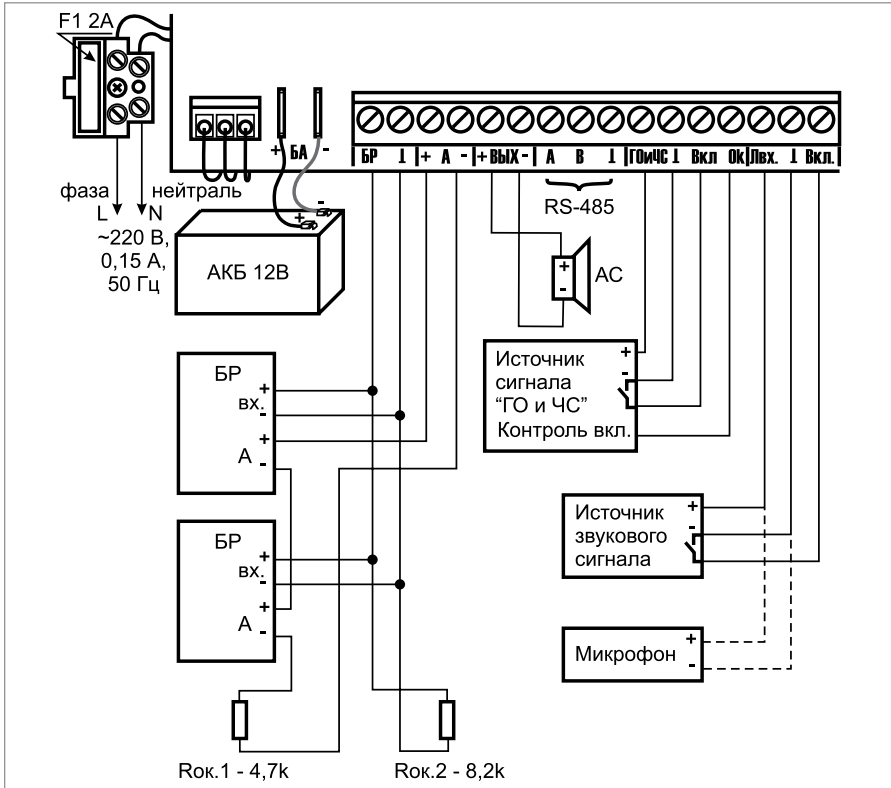 F1 2A
+ БА -
БР ⊥ + А - + ВЫХ - А В ⊥ ГОиЧС ⊥ Вкл Ok Лвх. ⊥ Вкл.
RS-485
фаза нейтраль
L N
~220 В,
0,15 А,
50 Гц
+ -
АКБ 12В
+
-
АС
Источник
сигнала
“ГО и ЧС”
Контроль вкл.
+
-
БР
+
вх.
-
+
А
-
Источник
звукового
сигнала
+
-
БР
+
вх.
-
+
А
-
Микрофон
+
-
Rок.1 - 4,7k
Rок.2 - 8,2k